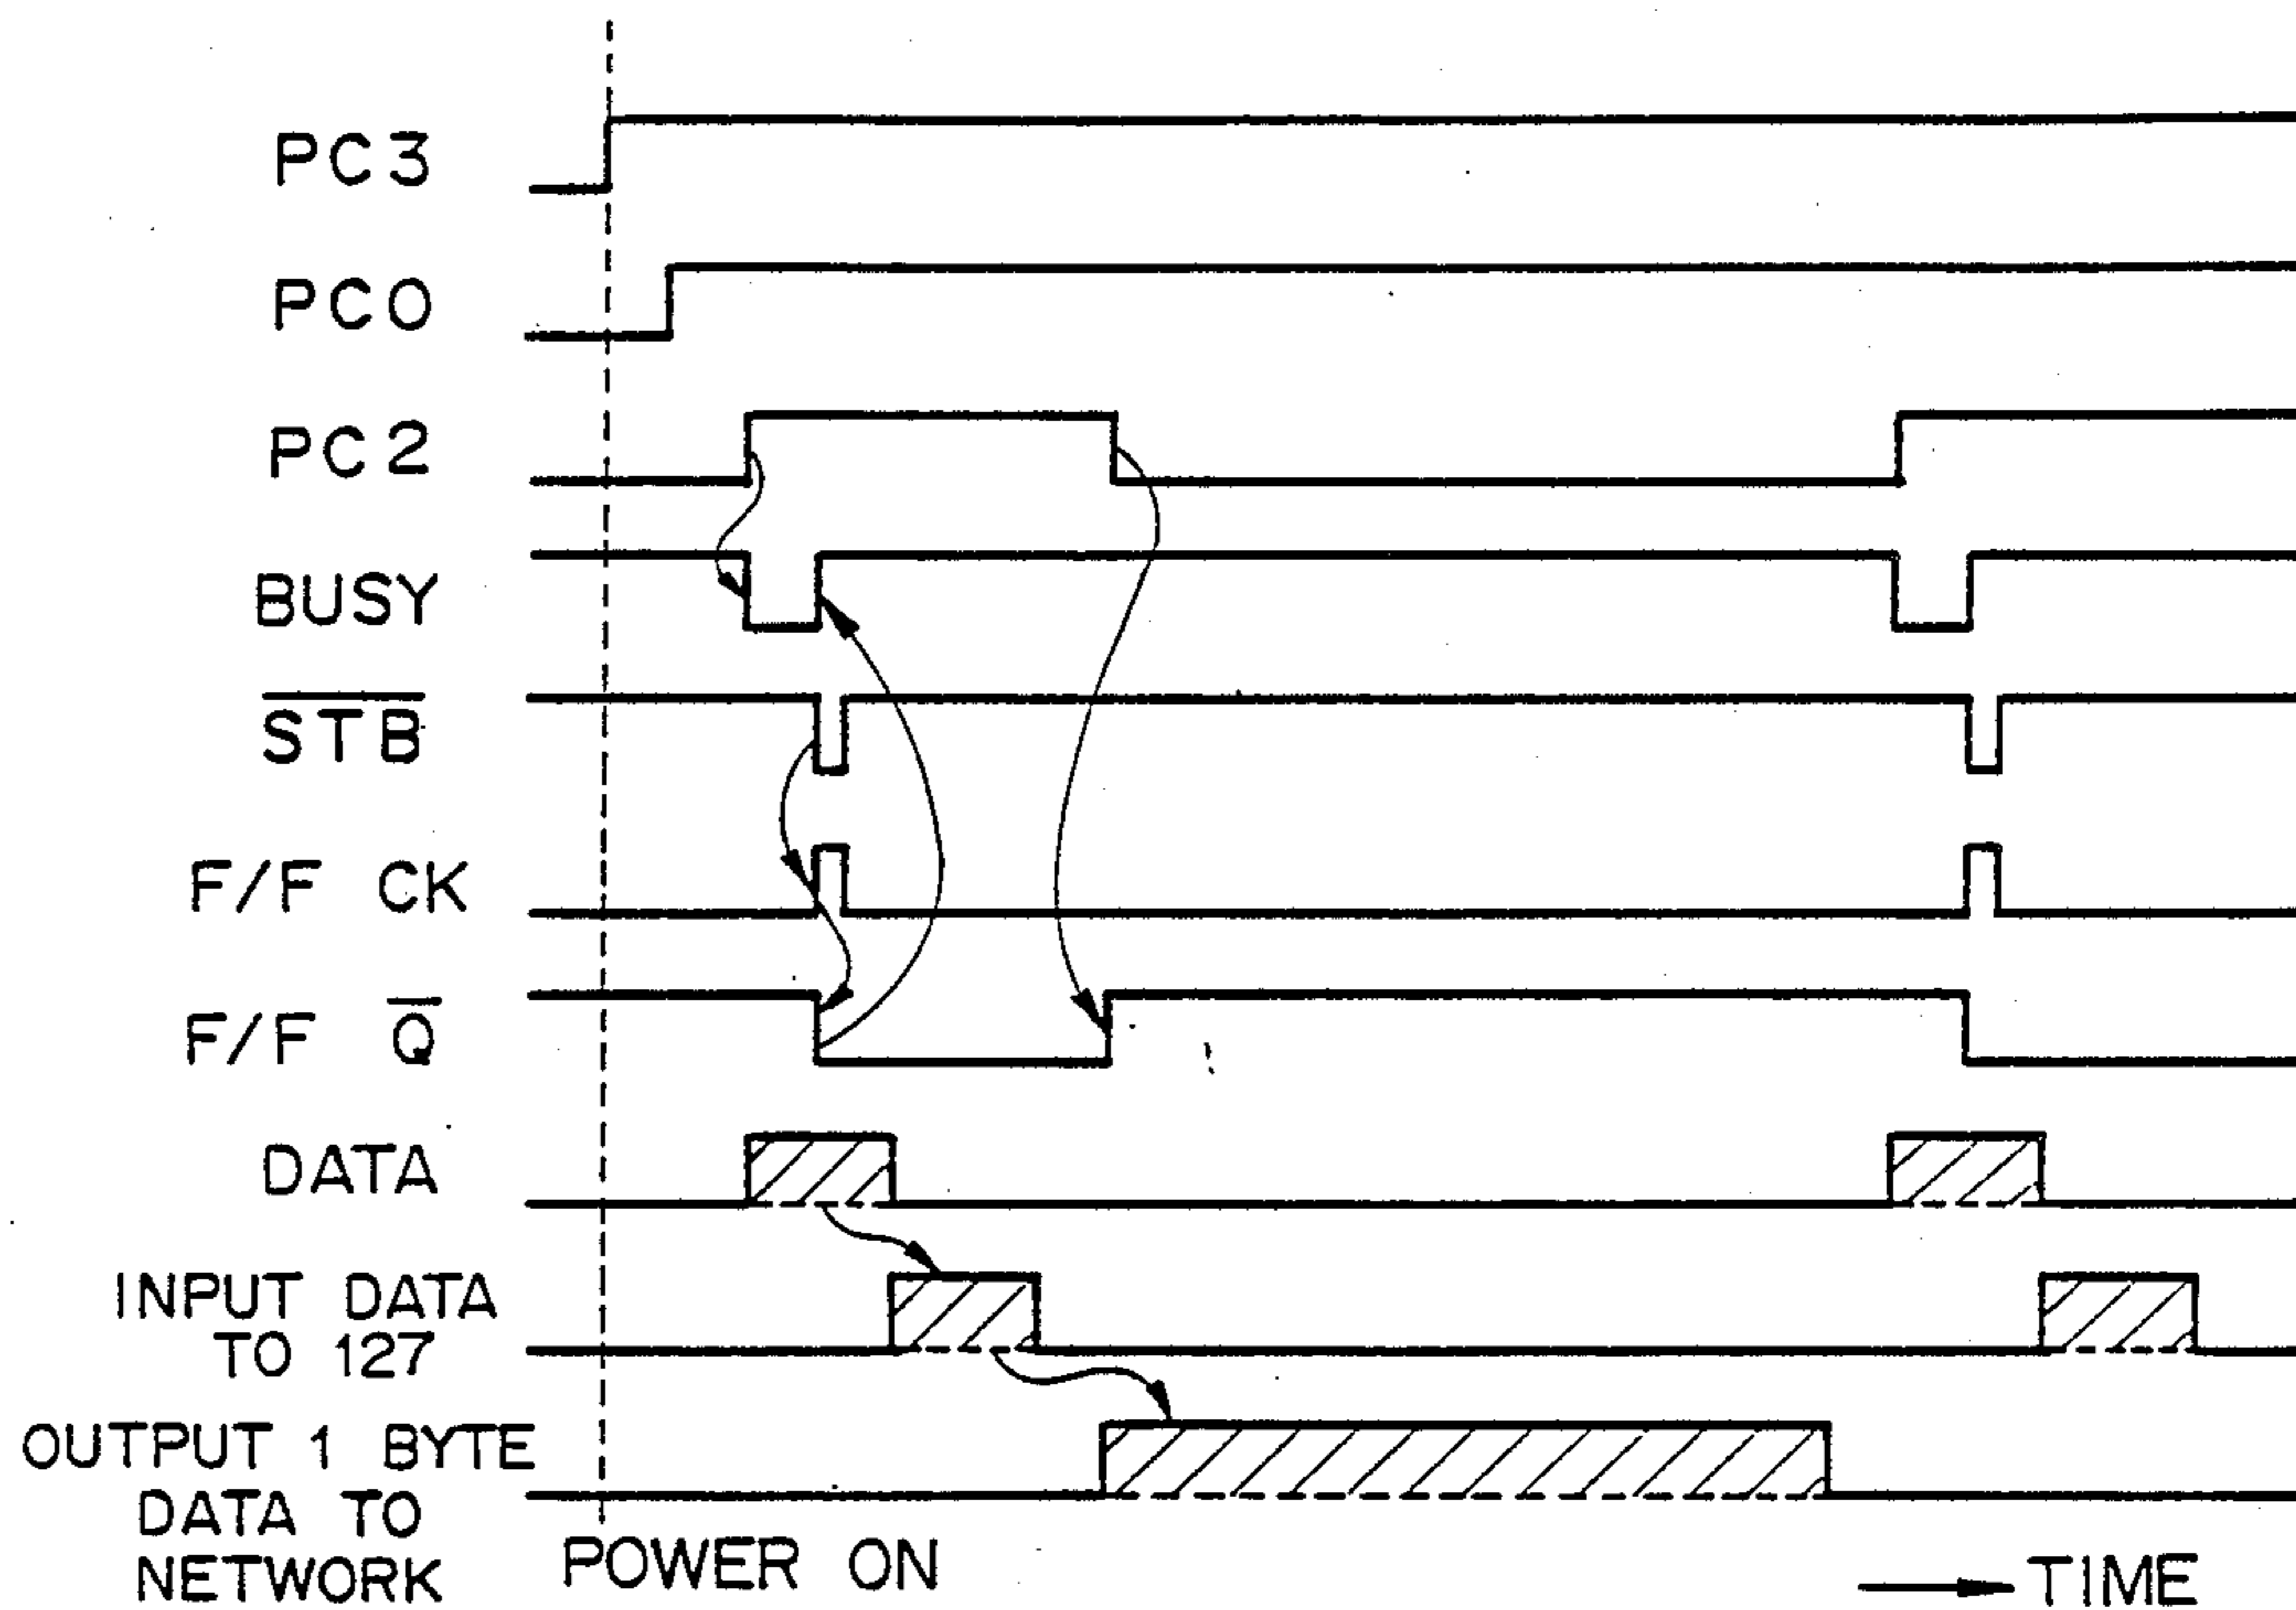 PC3
PC0
PC2
BUSY
S̅T̅B̅
F/F CK
F/F Q̅
DATA
INPUT DATA
TO 127
OUTPUT 1 BYTE
DATA TO
NETWORK
POWER ON
TIME